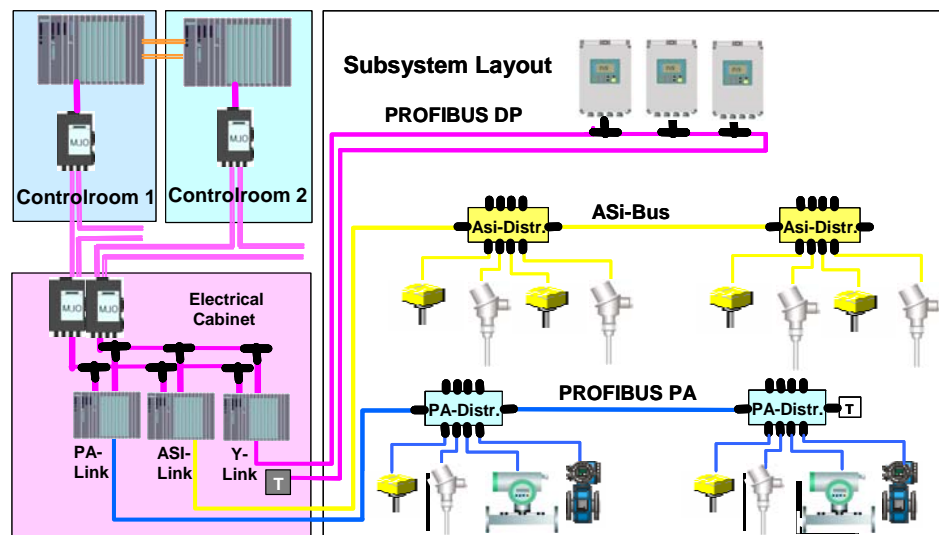 Subsystem Layout
PROFIBUS DP
MJO
MJO
Controlroom 1
Controlroom 2
Asi-Distr.
ASi-Bus
Asi-Distr.
Electrical
Cabinet
MJO
MJO
PROFIBUS PA
PA-Distr.
PA-Distr.
T
PA-
Link
ASI-
Link
Y-
Link
T